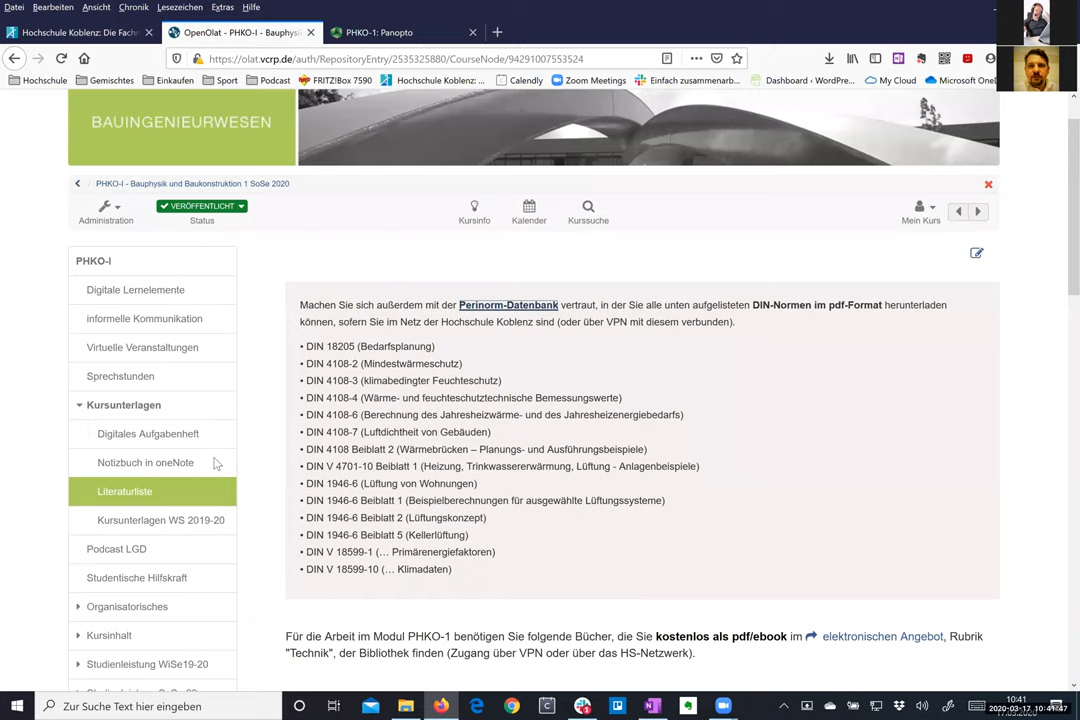 Datei Bearbeiten Ansicht Chronik Lesezeichen Extras Hilfe
Hochschule Koblenz: Die Fach
OpenOlat - PHKO-I - Bauphysi
PHKO-1: Panopto
https://olat.vcrp.de/auth/RepositoryEntry/2535325880/CourseNode/94291007553524
Hochschule Gemischtes Einkaufen Sport Podcast FRITZ!Box 7590 Hochschule Koblenz: ... Calendly Zoom Meetings Einfach zusammenarb... Dashboard ‹ WordPre... My Cloud Microsoft On
BAUINGENIEURWESEN
PHKO-I - Bauphysik und Baukonstruktion 1 SoSe 2020
Administration
VERÖFFENTLICHT
Status
Kursinfo
Kalender
Kurssuche
Mein Kurs
PHKO-I
Digitale Lernelemente
informelle Kommunikation
Virtuelle Veranstaltungen
Sprechstunden
Kursunterlagen
Digitales Aufgabenheft
Notizbuch in oneNote
Literaturliste
Kursunterlagen WS 2019-20
Podcast LGD
Studentische Hilfskraft
Organisatorisches
Kursinhalt
Studienleistung WiSe19-20
Machen Sie sich außerdem mit der Perinorm-Datenbank vertraut, in der Sie alle unten aufgelisteten DIN-Normen im pdf-Format herunterladen
können, sofern Sie im Netz der Hochschule Koblenz sind (oder über VPN mit diesem verbunden).
• DIN 18205 (Bedarfsplanung)
• DIN 4108-2 (Mindestwärmeschutz)
• DIN 4108-3 (klimabedingter Feuchteschutz)
• DIN 4108-4 (Wärme- und feuchteschutztechnische Bemessungswerte)
• DIN 4108-6 (Berechnung des Jahresheizwärme- und des Jahresheizenergiebedarfs)
• DIN 4108-7 (Luftdichtheit von Gebäuden)
• DIN 4108 Beiblatt 2 (Wärmebrücken – Planungs- und Ausführungsbeispiele)
• DIN V 4701-10 Beiblatt 1 (Heizung, Trinkwassererwärmung, Lüftung - Anlagenbeispiele)
• DIN 1946-6 (Lüftung von Wohnungen)
• DIN 1946-6 Beiblatt 1 (Beispielberechnungen für ausgewählte Lüftungssysteme)
• DIN 1946-6 Beiblatt 2 (Lüftungskonzept)
• DIN 1946-6 Beiblatt 5 (Kellerlüftung)
• DIN V 18599-1 (… Primärenergiefaktoren)
• DIN V 18599-10 (… Klimadaten)
Für die Arbeit im Modul PHKO-1 benötigen Sie folgende Bücher, die Sie kostenlos als pdf/ebook im elektronischen Angebot, Rubrik
"Technik", der Bibliothek finden (Zugang über VPN oder über das HS-Netzwerk).
Zur Suche Text hier eingeben
10:41
2020-03-17 10:41:47